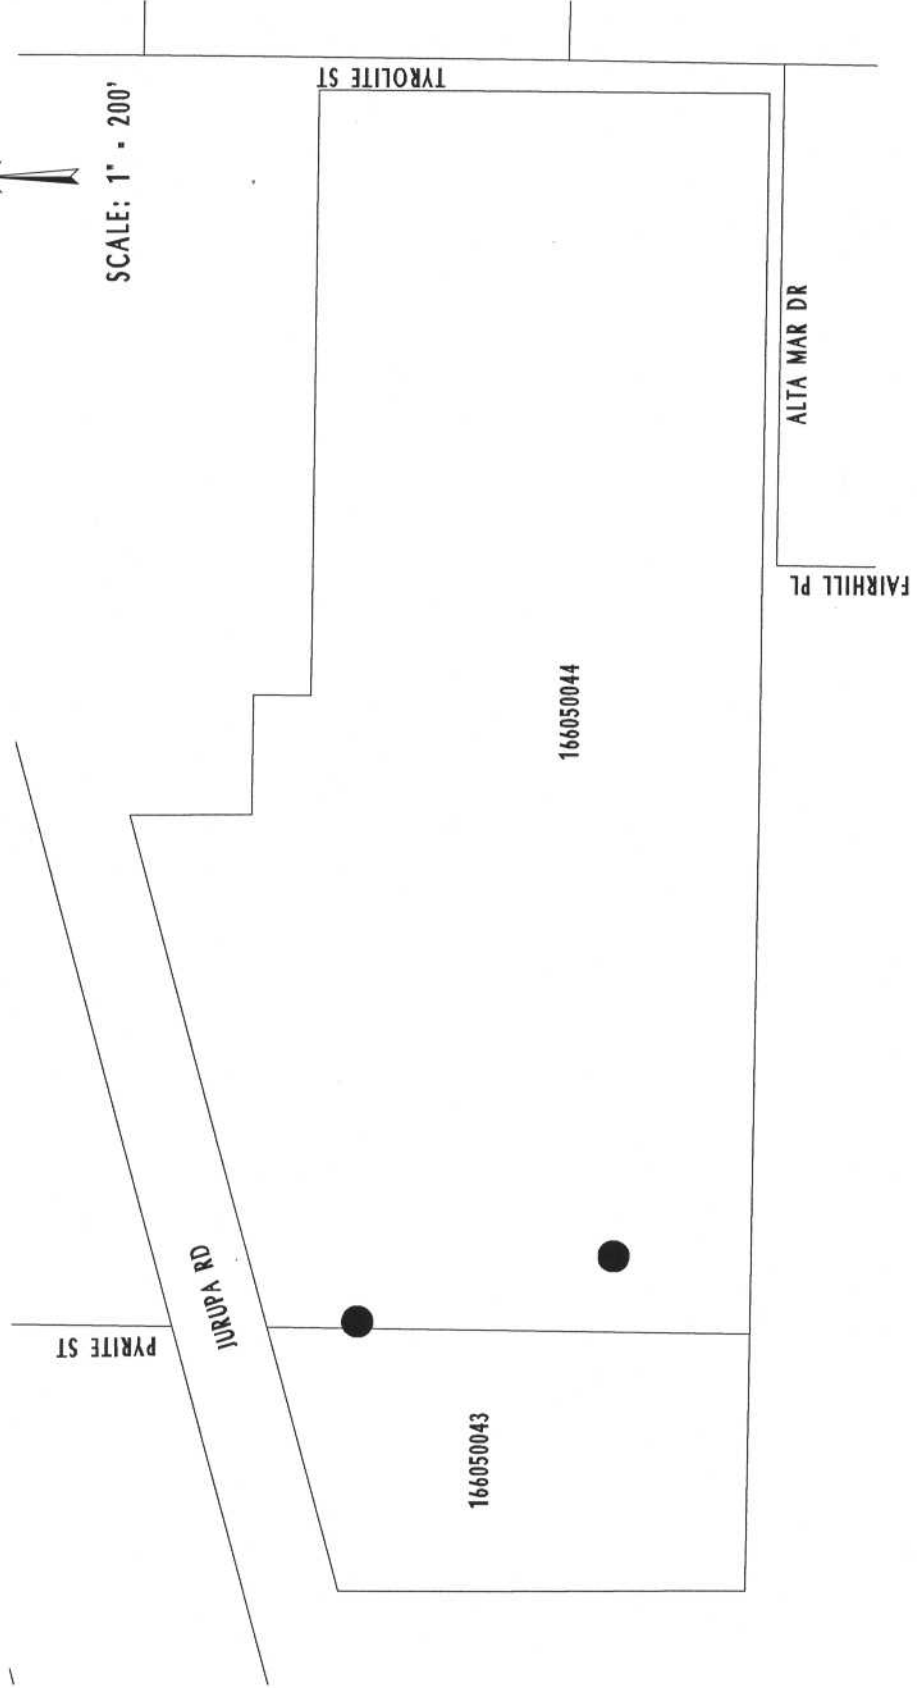 SCALE: 1" = 200'
TYROLITE ST
ALTA MAR DR
FAIRHILL PL
166050044
JURUPA RD
PYRITE ST
166050043